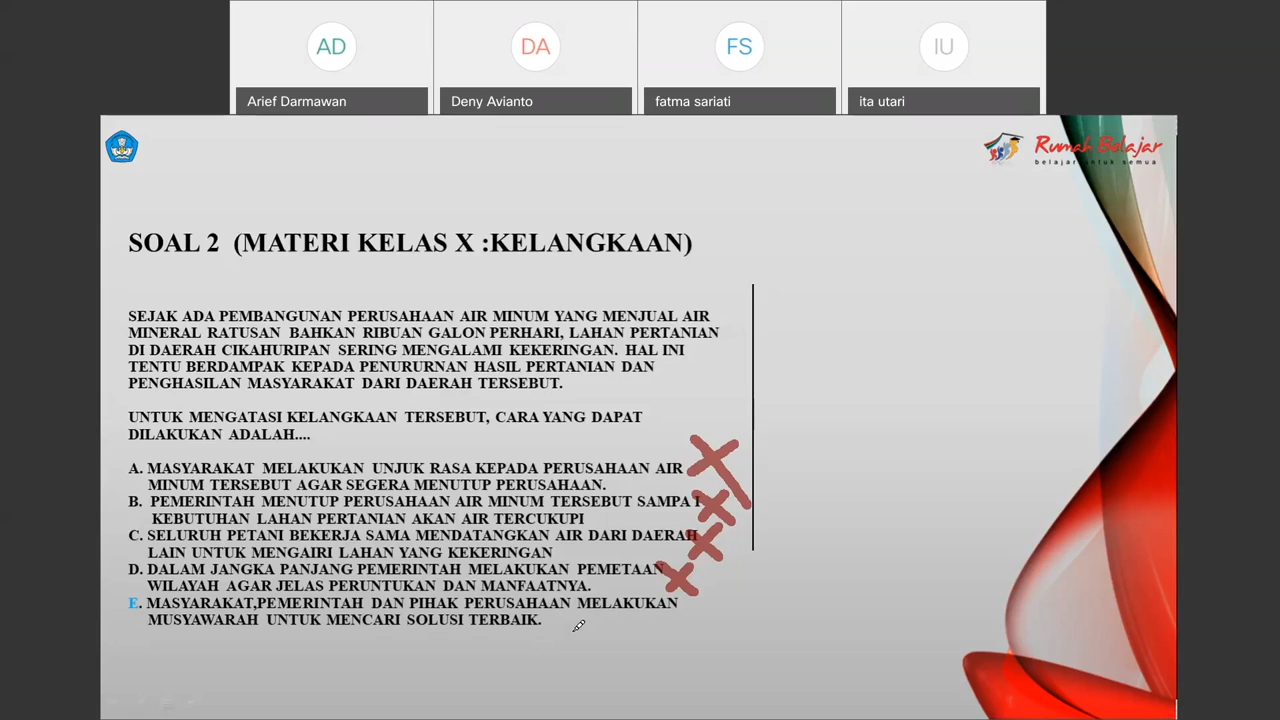 AD
DA
FS
IU
Arief Darmawan
Deny Avianto
fatma sariati
ita utari
Rumah Belajar
belajar untuk semua
SOAL 2 (MATERI KELAS X :KELANGKAAN)
SEJAK ADA PEMBANGUNAN PERUSAHAAN AIR MINUM YANG MENJUAL AIR
MINERAL RATUSAN BAHKAN RIBUAN GALON PERHARI, LAHAN PERTANIAN
DI DAERAH CIKAHURIPAN SERING MENGALAMI KEKERINGAN. HAL INI
TENTU BERDAMPAK KEPADA PENURURNAN HASIL PERTANIAN DAN
PENGHASILAN MASYARAKAT DARI DAERAH TERSEBUT.
UNTUK MENGATASI KELANGKAAN TERSEBUT, CARA YANG DAPAT
DILAKUKAN ADALAH....
A. MASYARAKAT MELAKUKAN UNJUK RASA KEPADA PERUSAHAAN AIR
MINUM TERSEBUT AGAR SEGERA MENUTUP PERUSAHAAN.
B. PEMERINTAH MENUTUP PERUSAHAAN AIR MINUM TERSEBUT SAMPA I
KEBUTUHAN LAHAN PERTANIAN AKAN AIR TERCUKUPI
C. SELURUH PETANI BEKERJA SAMA MENDATANGKAN AIR DARI DAERAH
LAIN UNTUK MENGAIRI LAHAN YANG KEKERINGAN
D. DALAM JANGKA PANJANG PEMERINTAH MELAKUKAN PEMETAAN
WILAYAH AGAR JELAS PERUNTUKAN DAN MANFAATNYA.
E. MASYARAKAT,PEMERINTAH DAN PIHAK PERUSAHAAN MELAKUKAN
MUSYAWARAH UNTUK MENCARI SOLUSI TERBAIK.